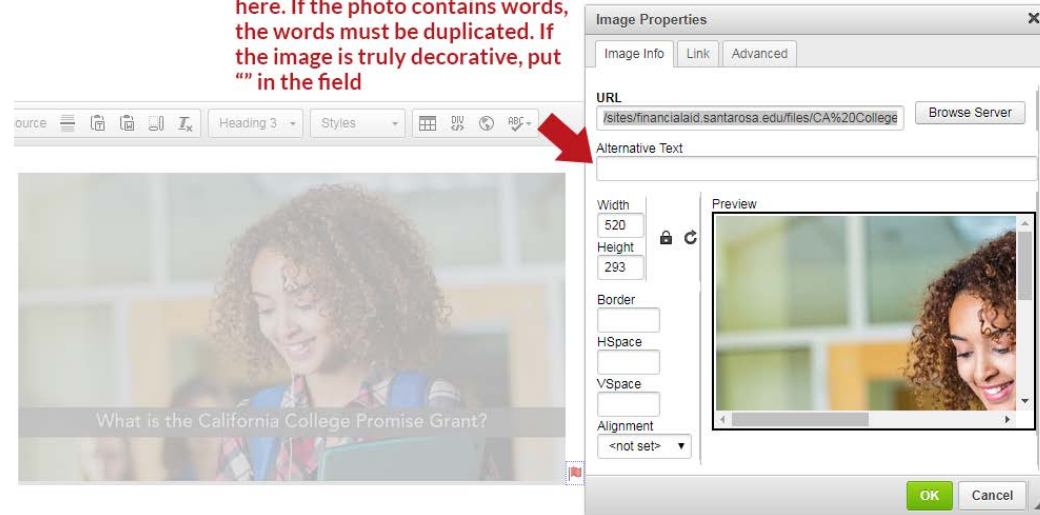 here. If the photo contains words,
the words must be duplicated. If
the image is truly decorative, put
“” in the field
Image Properties
Image Info Link Advanced
URL
/sites/financialaid.santarosa.edu/files/CA%20College
Browse Server
Alternative Text
ource
Heading 3
Styles
DIV
ABC
Width
520
Height
293
Preview
Border
HSpace
VSpace
Alignment
<not set>
What is the California College Promise Grant?
OK Cancel